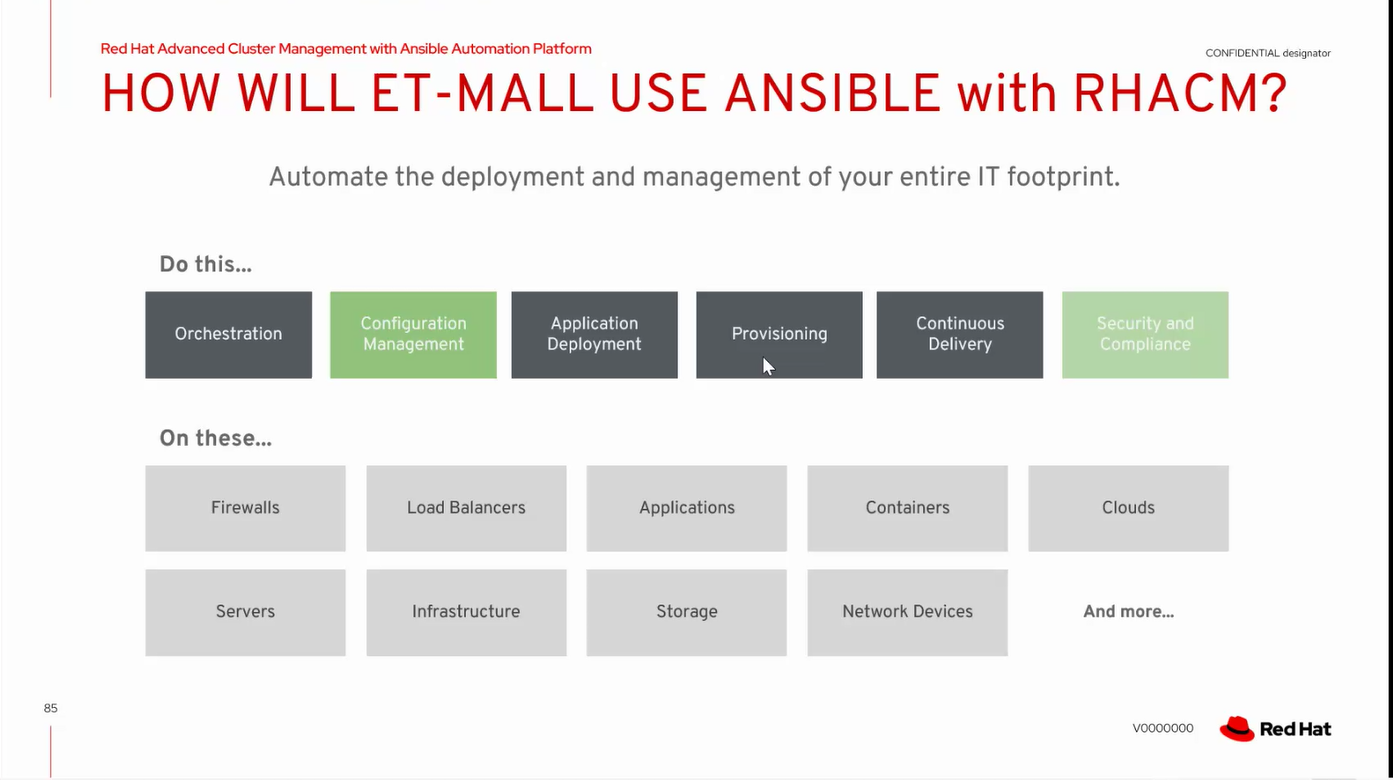 Red Hat Advanced Cluster Management with Ansible Automation Platform
CONFIDENTIAL designator
HOW WILL ET-MALL USE ANSIBLE with RHACM?
Automate the deployment and management of your entire IT footprint.
Do this...
Orchestration
Configuration
Management
Application
Deployment
Provisioning
Continuous
Delivery
Security and
Compliance
On these...
Firewalls
Load Balancers
Applications
Containers
Clouds
Servers
Infrastructure
Storage
Network Devices
And more...
85
V0000000
Red Hat